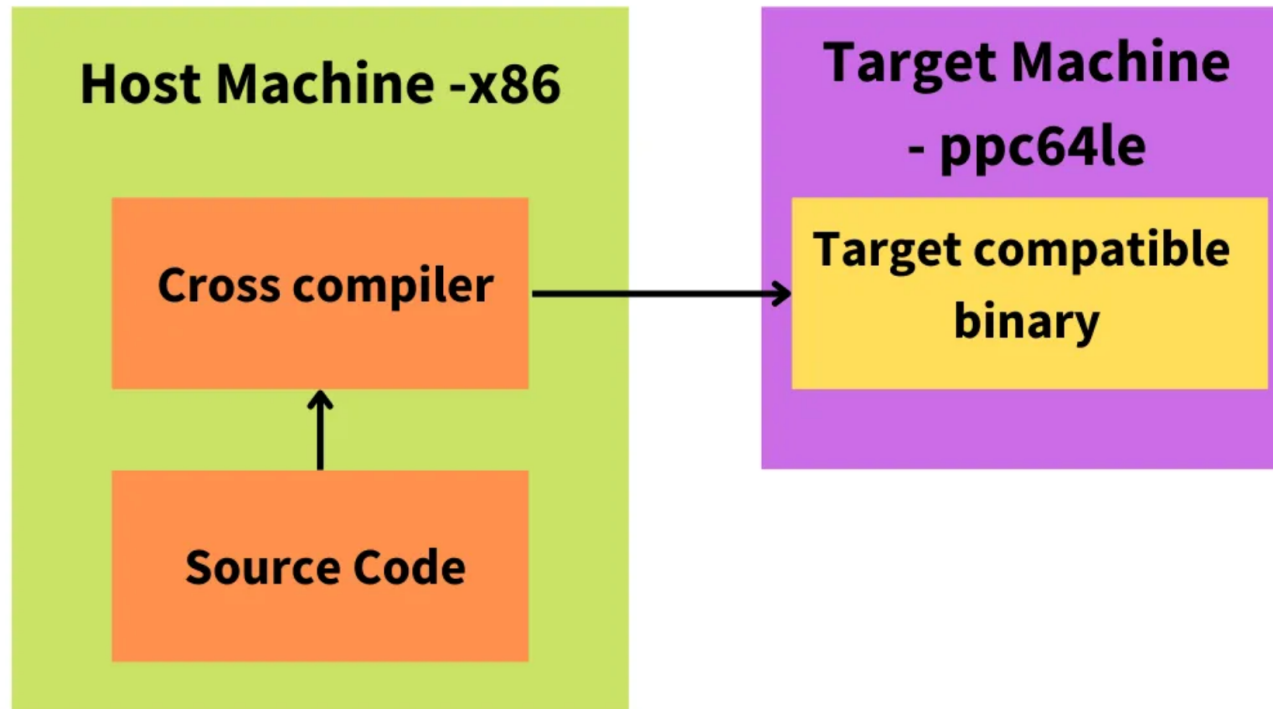 Host Machine -x86
Cross compiler
Source Code
Target Machine
- ppc64le
Target compatible
binary